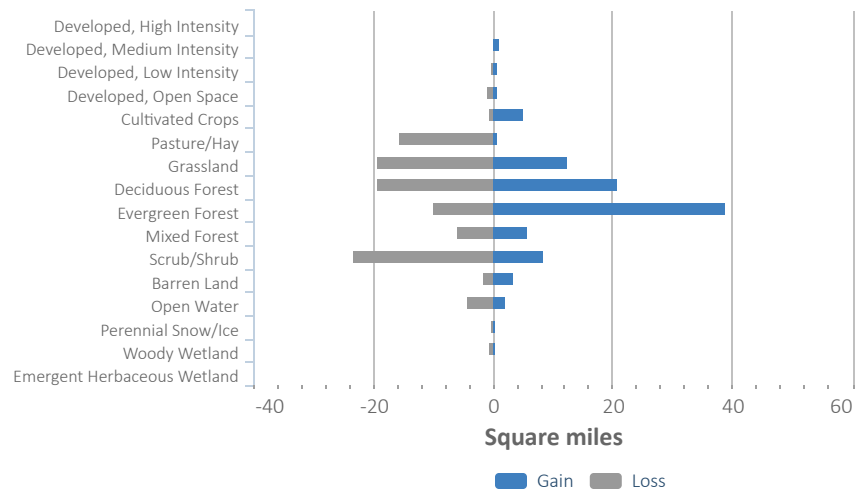 Developed, High Intensity
Developed, Medium Intensity
Developed, Low Intensity
Developed, Open Space
Cultivated Crops
Pasture/Hay
Grassland
Deciduous Forest
Evergreen Forest
Mixed Forest
Scrub/Shrub
Barren Land
Open Water
Perennial Snow/Ice
Woody Wetland
Emergent Herbaceous Wetland
-40 -20 0 20 40 60
Square miles
Gain Loss